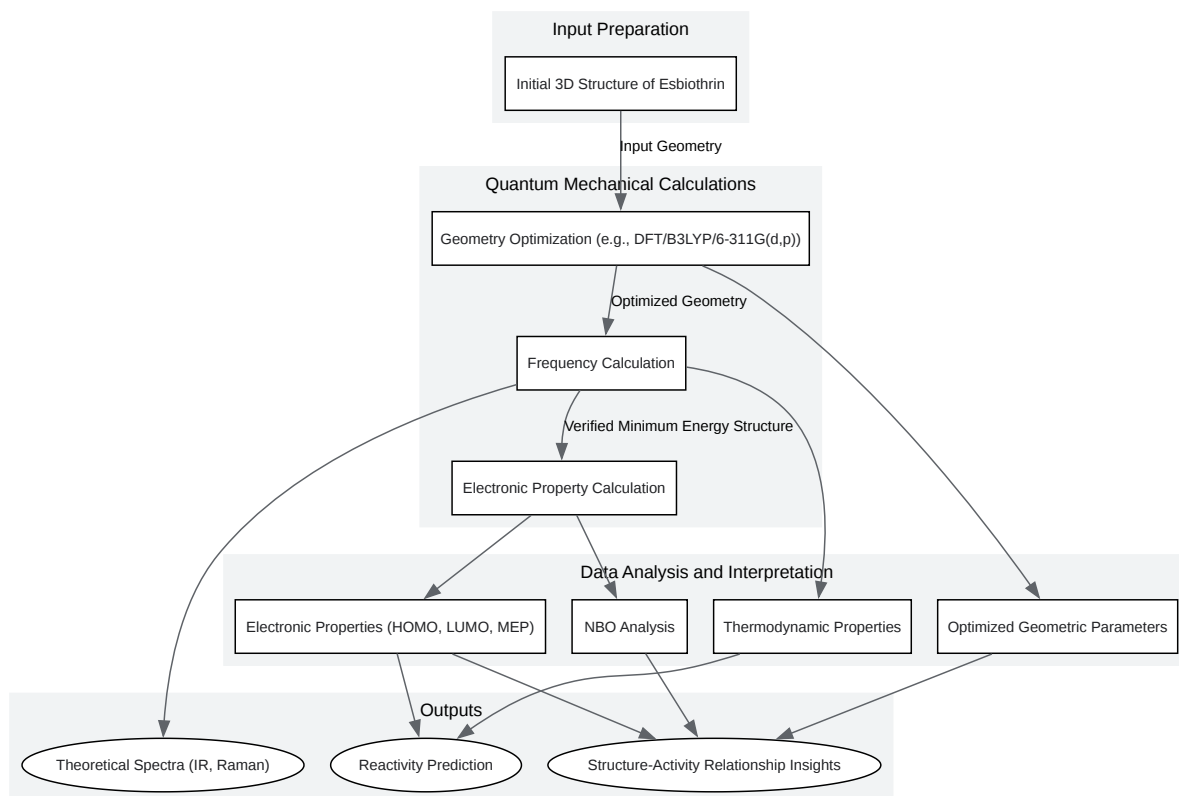 Input Preparation
Initial 3D Structure of Esbiothrin
Input Geometry
Quantum Mechanical Calculations
Geometry Optimization (e.g., DFT/B3LYP/6-311G(d,p))
Optimized Geometry
Frequency Calculation
Verified Minimum Energy Structure
Electronic Property Calculation
Data Analysis and Interpretation
Electronic Properties (HOMO, LUMO, MEP)
NBO Analysis
Thermodynamic Properties
Optimized Geometric Parameters
Outputs
Theoretical Spectra (IR, Raman)
Reactivity Prediction
Structure-Activity Relationship Insights